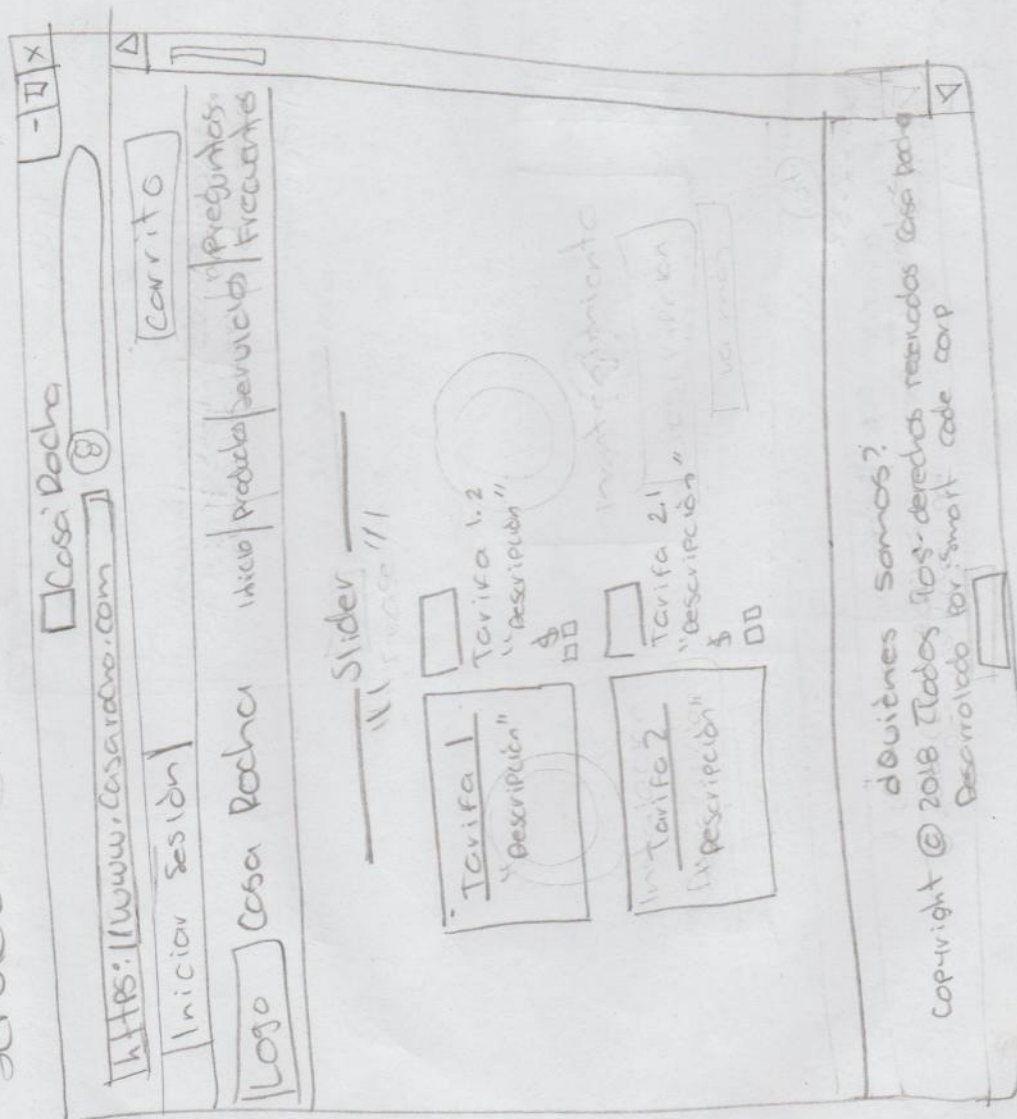 Casa Rocha
- x
https://www.Casarocha.com
Iniciar Sesión
Carrito
Logo
Casa Rocha
Inicio
productos
Servicios
Preguntas Frecuentes
Slider
Tarifa 1
"Descripción"
Tarifa 1.2
"Descripción"
$
Tarifa 2
"Descripción"
Tarifa 2.1
"Descripción"
$
¿Quiénes somos?
Copyright © 2018 Todos los derechos reservados casa
Desarrollado por: Smart code corp